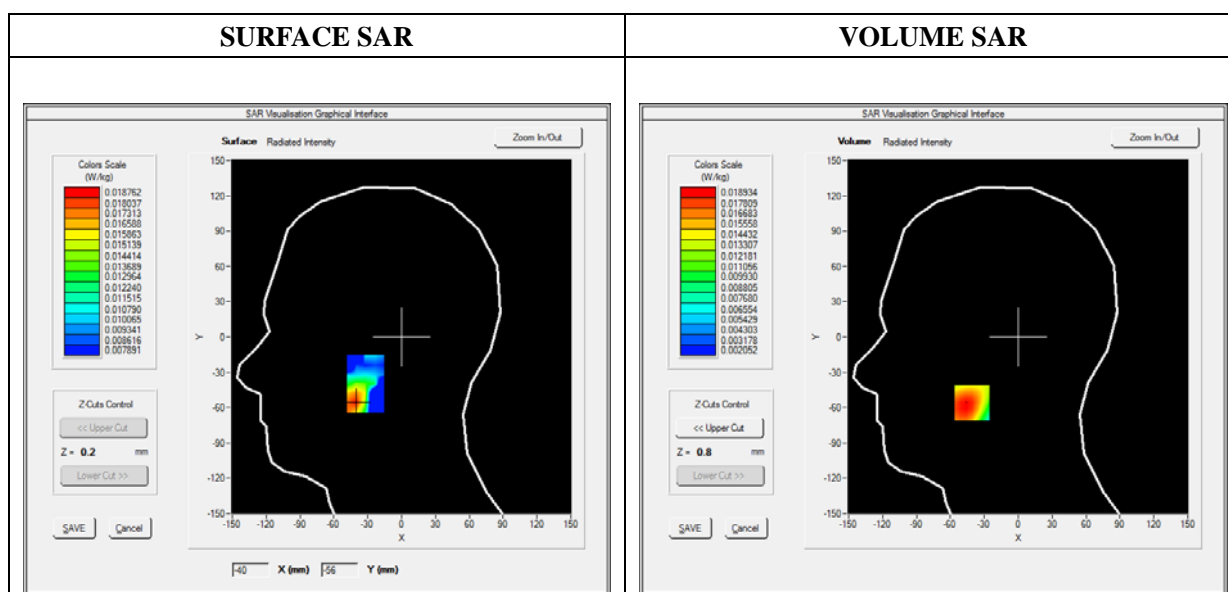 SURFACE SAR
VOLUME SAR
SAR Visualisation Graphical Interface
Surface Radiated Intensity
Zoom In/Out
Colors Scale
(W/kg)
0.018762
0.018037
0.017313
0.016588
0.015863
0.015139
0.014414
0.013689
0.012964
0.012240
0.011515
0.010790
0.010065
0.009341
0.008616
0.007891
Z-Cuts Control
<< Upper Cut
Z = 0.2 mm
Lower Cut >>
SAVE Cancel
150
120
90
60
30
Y 0
-30
-60
-90
-120
-150
-150 -120 -90 -60 -30 0 30 60 90 120 150
X
-40 X (mm) -56 Y (mm)
SAR Visualisation Graphical Interface
Volume Radiated Intensity
Zoom In/Out
Colors Scale
(W/kg)
0.018934
0.017809
0.016683
0.015558
0.014432
0.013307
0.012181
0.011056
0.009930
0.008805
0.007680
0.006554
0.005429
0.004303
0.003178
0.002052
Z-Cuts Control
<< Upper Cut
Z = 0.8 mm
Lower Cut >>
SAVE Cancel
150
120
90
60
30
Y 0
-30
-60
-90
-120
-150
-150 -120 -90 -60 -30 0 30 60 90 120 150
X